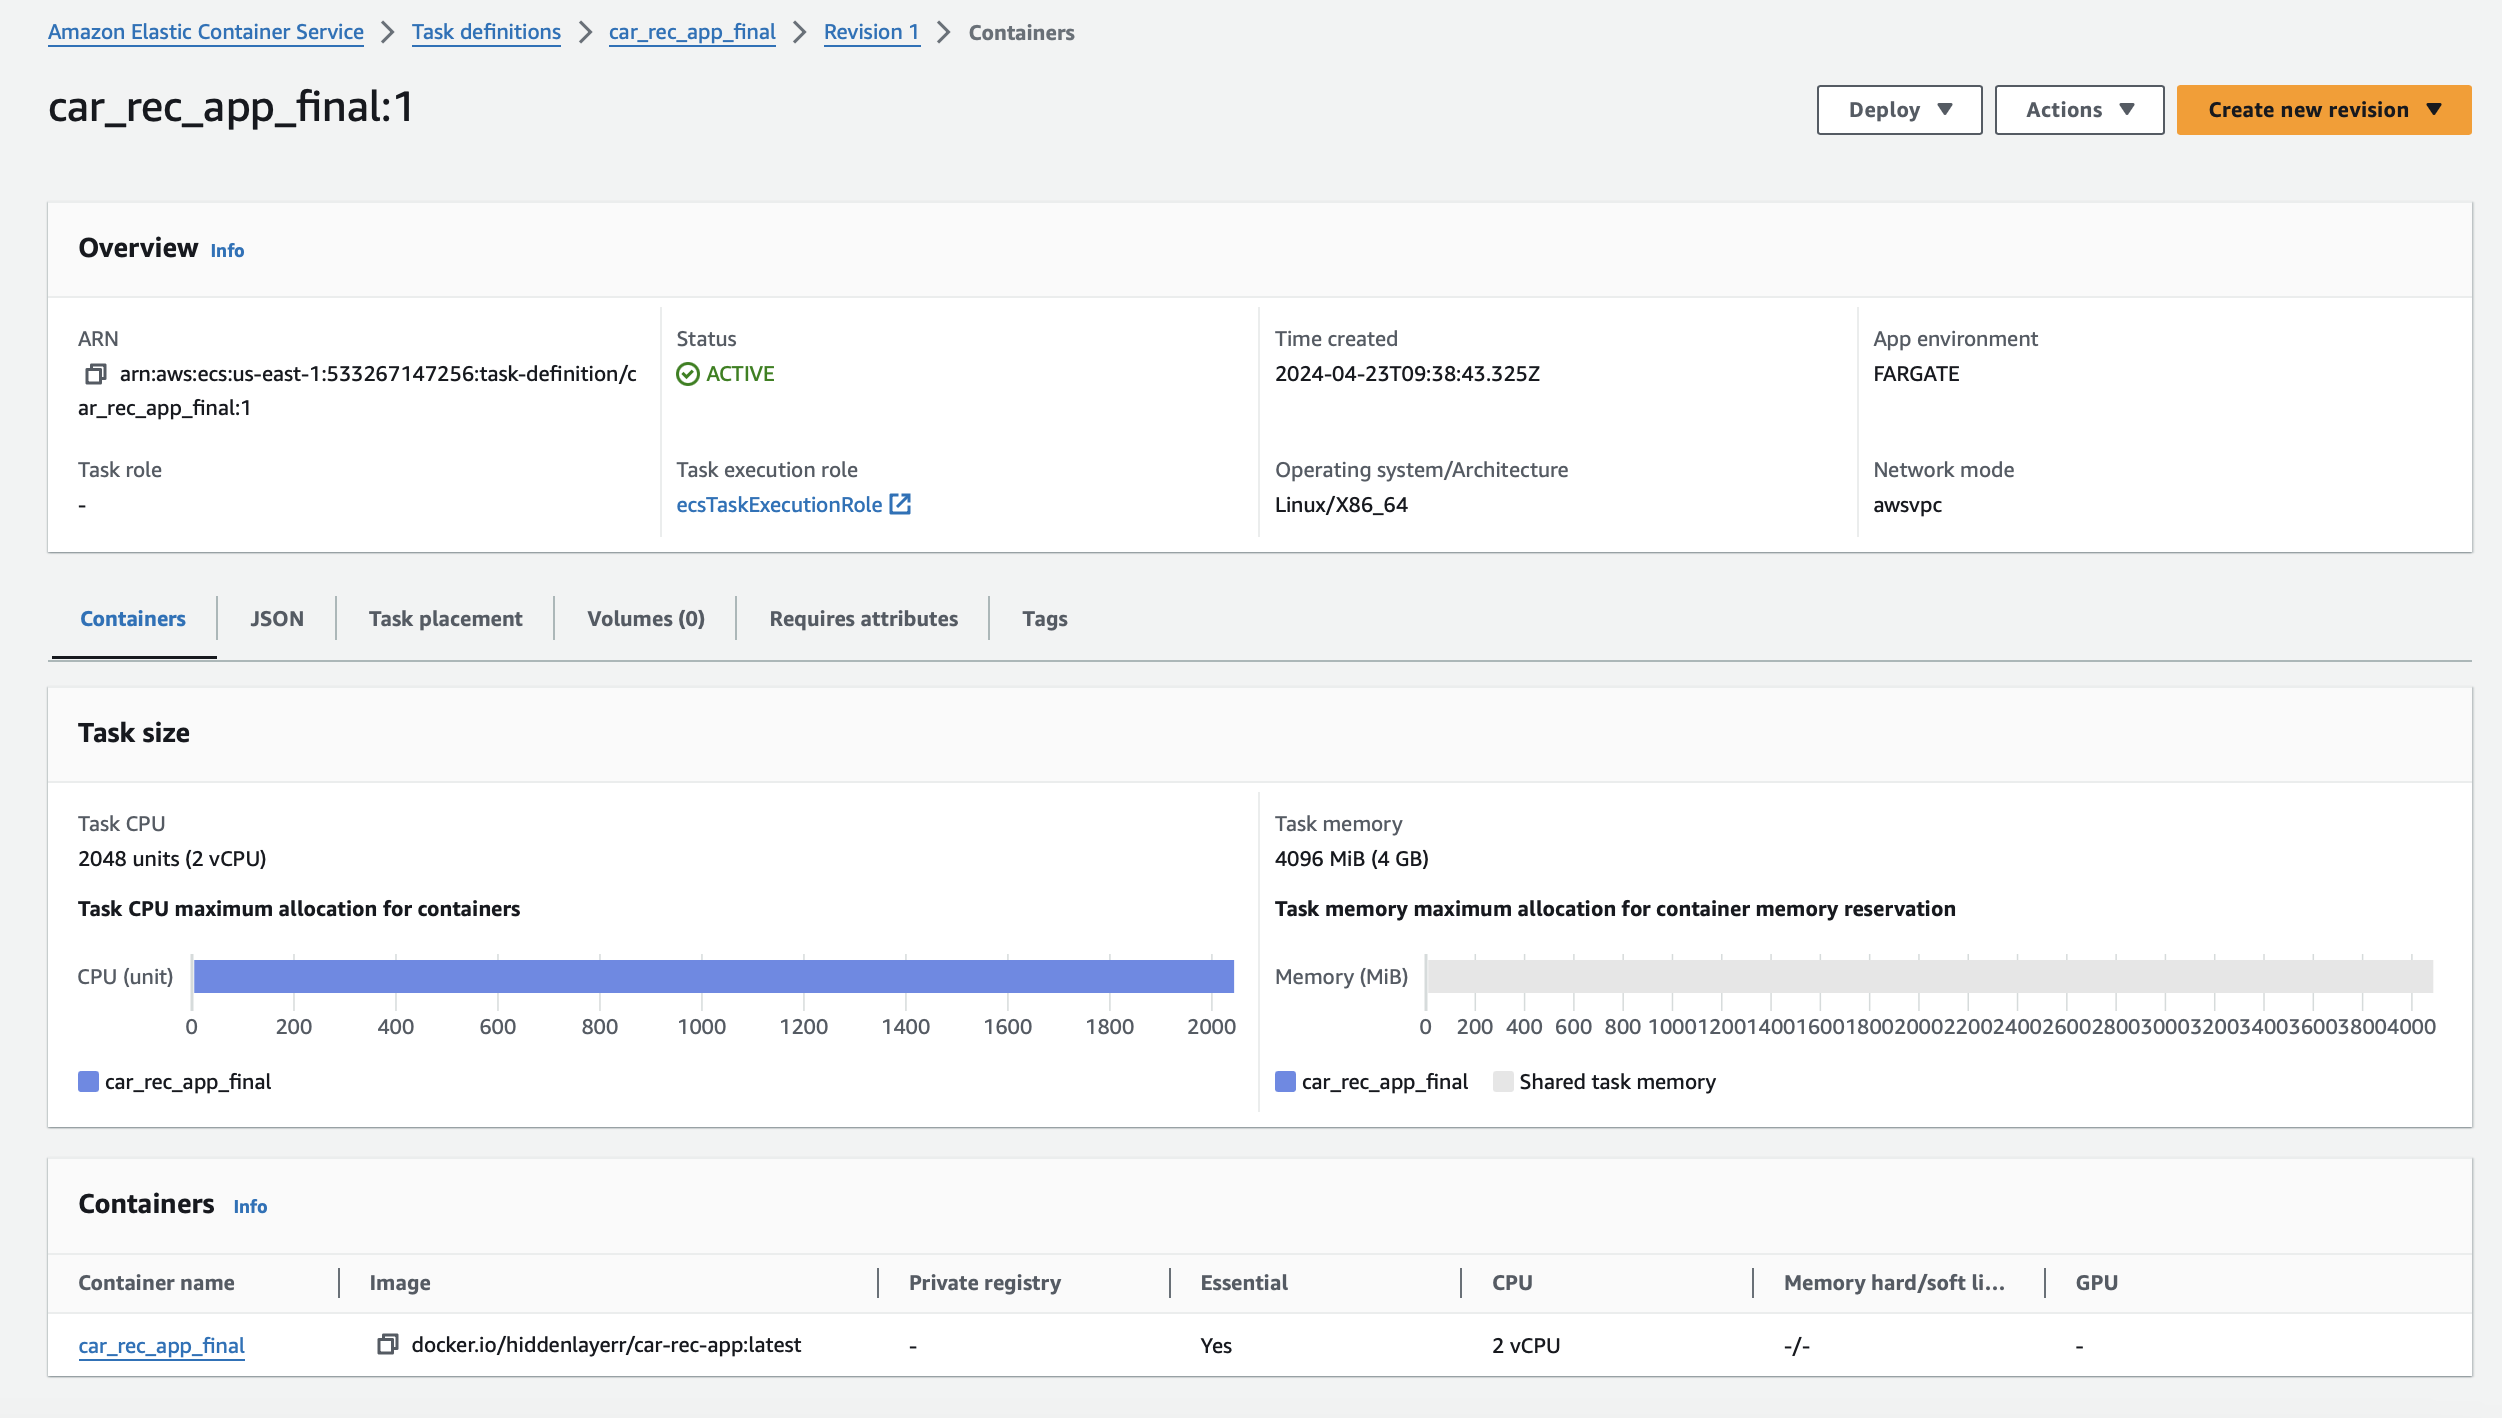 Amazon Elastic Container Service > Task definitions > car_rec_app_final > Revision 1 > Containers
car_rec_app_final:1
Deploy
Actions
Create new revision
Overview Info
ARN
arn:aws:ecs:us-east-1:533267147256:task-definition/c
ar_rec_app_final:1
Status
ACTIVE
Time created
2024-04-23T09:38:43.325Z
App environment
FARGATE
Task role
-
Task execution role
ecsTaskExecutionRole
Operating system/Architecture
Linux/X86_64
Network mode
awsvpc
Containers
JSON
Task placement
Volumes (0)
Requires attributes
Tags
Task size
Task CPU
2048 units (2 vCPU)
Task CPU maximum allocation for containers
CPU (unit)
0 200 400 600 800 1000 1200 1400 1600 1800 2000
car_rec_app_final
Task memory
4096 MiB (4 GB)
Task memory maximum allocation for container memory reservation
Memory (MiB)
0 200 400 600 800 1000 1200 1400 1600 1800 2000 2200 2400 2600 2800 3000 3200 3400 3600 3800 4000
car_rec_app_final Shared task memory
Containers Info
Container name Image Private registry Essential CPU Memory hard/soft li... GPU
car_rec_app_final docker.io/hiddenlayerr/car-rec-app:latest - Yes 2 vCPU -/- -